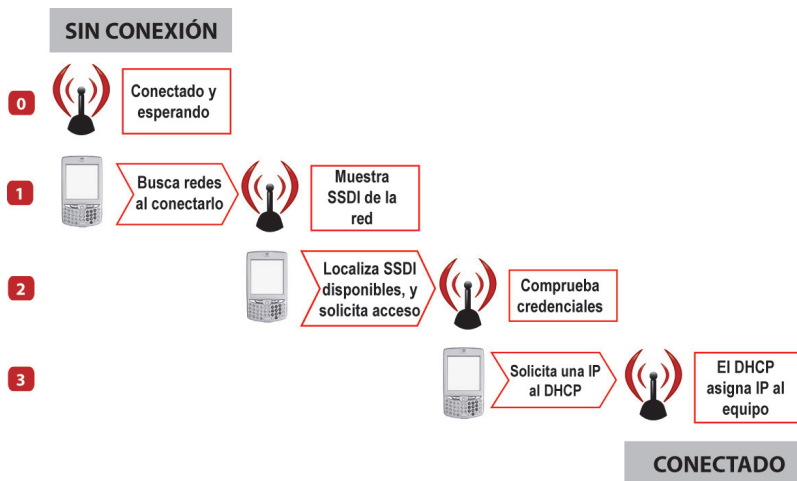 SIN CONEXIÓN
0
Conectado y
esperando
1
Busca redes
al conectarlo
Muestra
SSDI de la
red
2
Localiza SSDI
disponibles, y
solicita acceso
Comprueba
credenciales
3
Solicita una IP
al DHCP
El DHCP
asigna IP al
equipo
CONECTADO